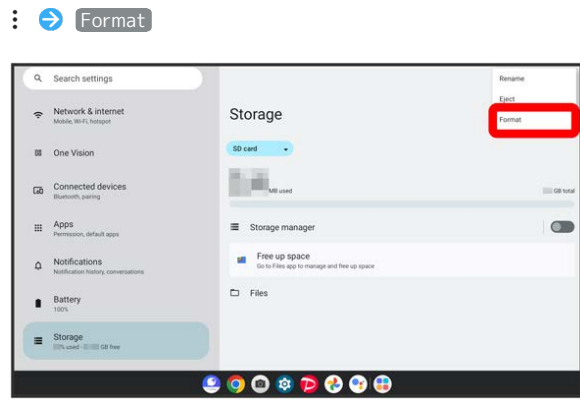 Format
Search settings
Network & internet
Mobile, Wi-Fi, hotspot
One Vision
Connected devices
Bluetooth, pairing
Apps
Permission, default apps
Notifications
Notification history, conversations
Battery
100%
Storage
% used - GB free
Rename
Eject
Format
Storage
SD card
MB used
GB total
Storage manager
Free up space
Go to Files app to manage and free up space
Files